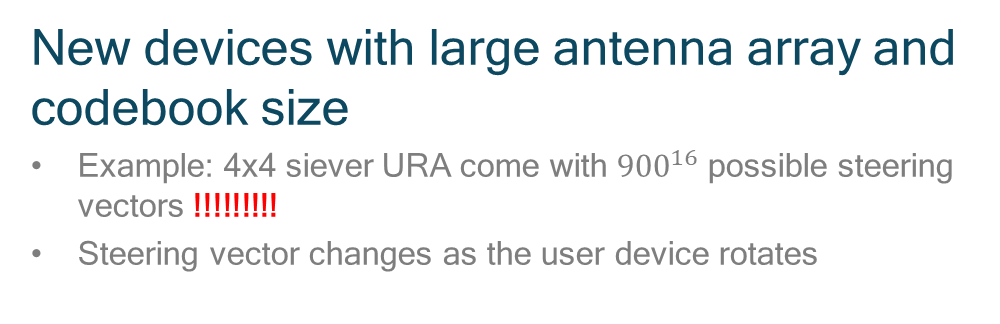 New devices with large antenna array and
codebook size
• Example: 4x4 siever URA come with 900¹⁶ possible steering
vectors !!!!!!!!!
• Steering vector changes as the user device rotates